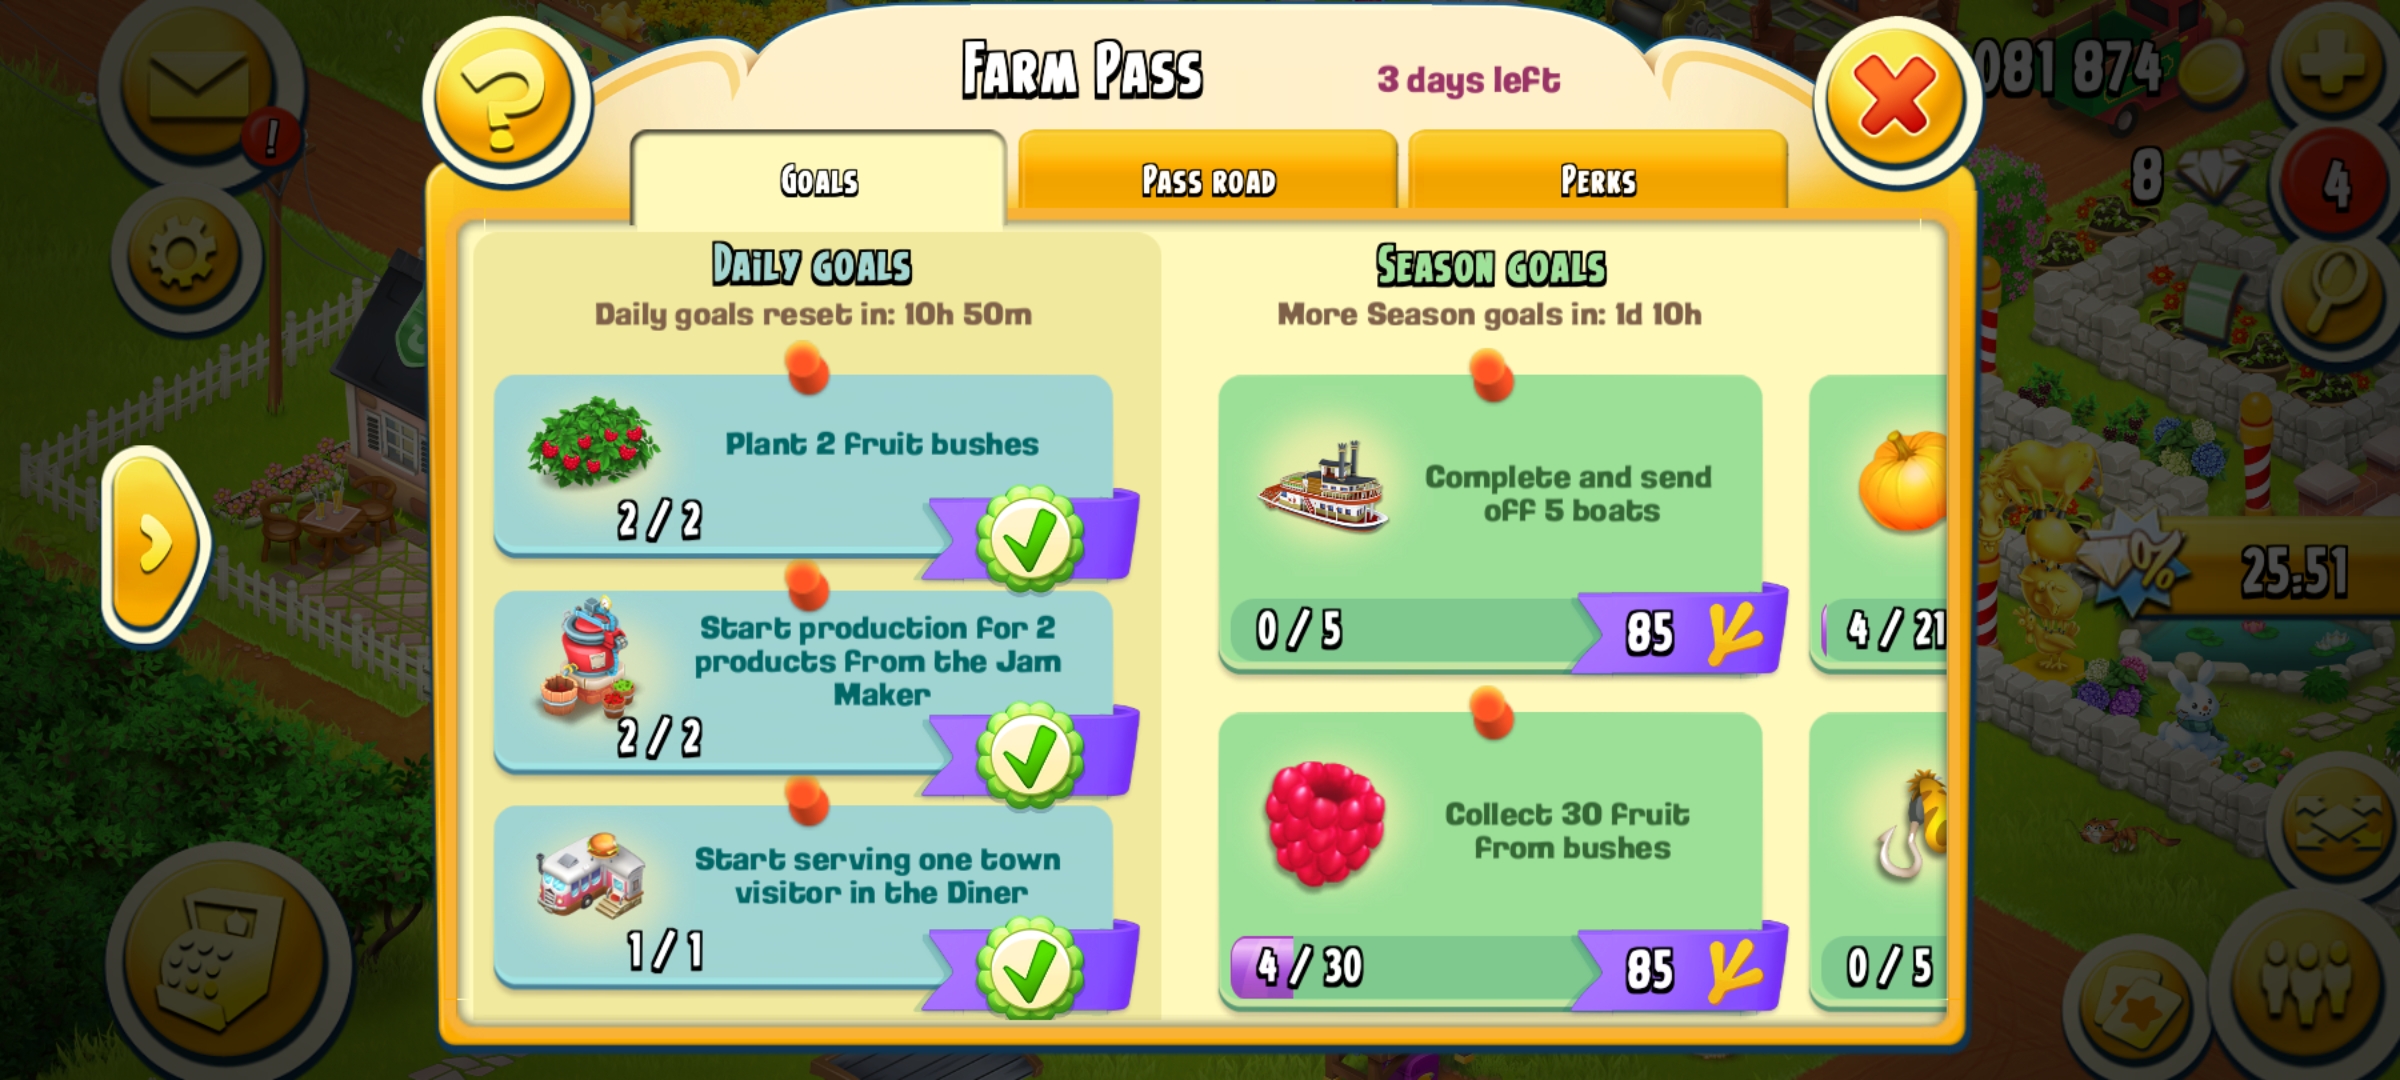 FARM PASS
3 days left
081 874
8
4
GOALS
PASS ROAD
PERKS
DAILY GOALS
Daily goals reset in: 10h 50m
Plant 2 fruit bushes
2 / 2
Start production for 2
products from the Jam
Maker
2 / 2
Start serving one town
visitor in the Diner
1 / 1
SEASON GOALS
More Season goals in: 1d 10h
Complete and send
off 5 boats
0 / 5
85
4 / 21
Collect 30 fruit
from bushes
4 / 30
85
0 / 5
%
25:51
!